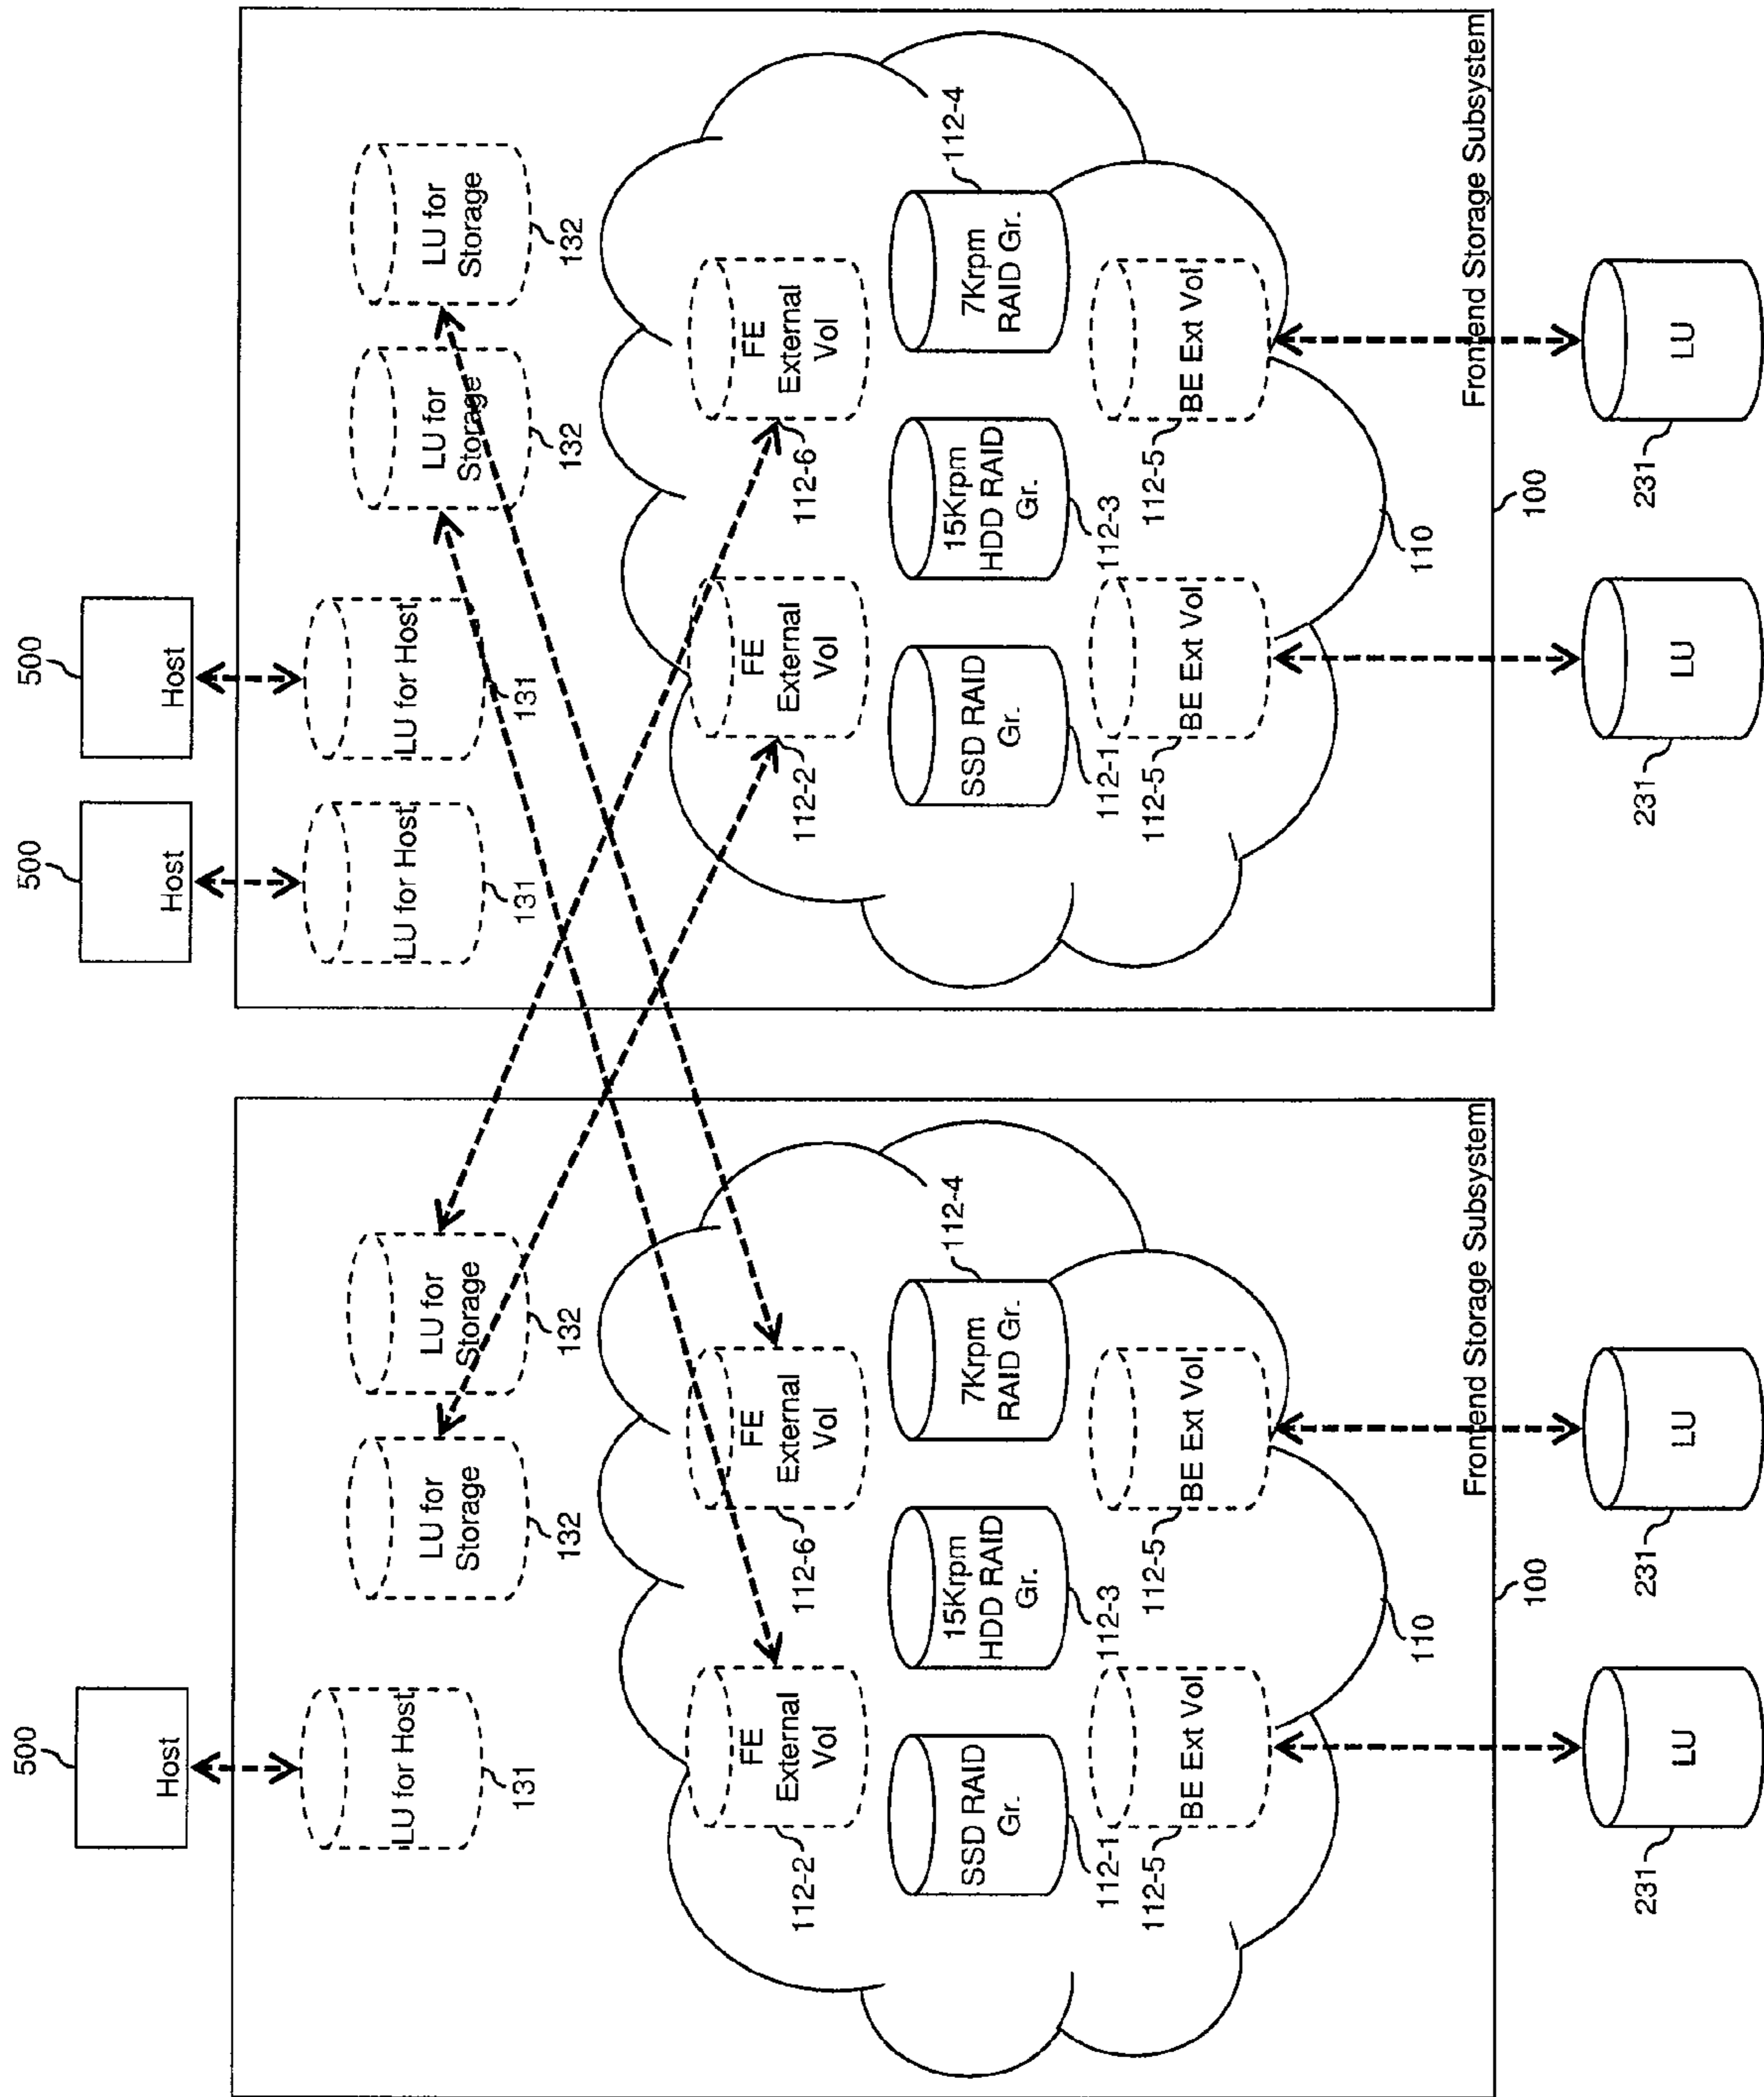 500
Host
LU for Host
131
LU for
Storage
132
LU for
Storage
132
FE
External
Vol
112-2
FE
External
Vol
112-6
SSD RAID
Gr.
112-1
15Krpm
HDD RAID
Gr.
112-3
7Krpm
RAID Gr.
112-4
BE Ext Vol
112-5
BE Ext Vol
112-5
110
Frontend Storage Subsystem
100
LU
231
LU
231
500
Host
LU for Host
131
500
Host
LU for Host
131
LU for
Storage
132
LU for
Storage
132
FE
External
Vol
112-2
FE
External
Vol
112-6
SSD RAID
Gr.
112-1
15Krpm
HDD RAID
Gr.
112-3
7Krpm
RAID Gr.
112-4
BE Ext Vol
112-5
BE Ext Vol
112-5
110
Frontend Storage Subsystem
100
LU
231
LU
231